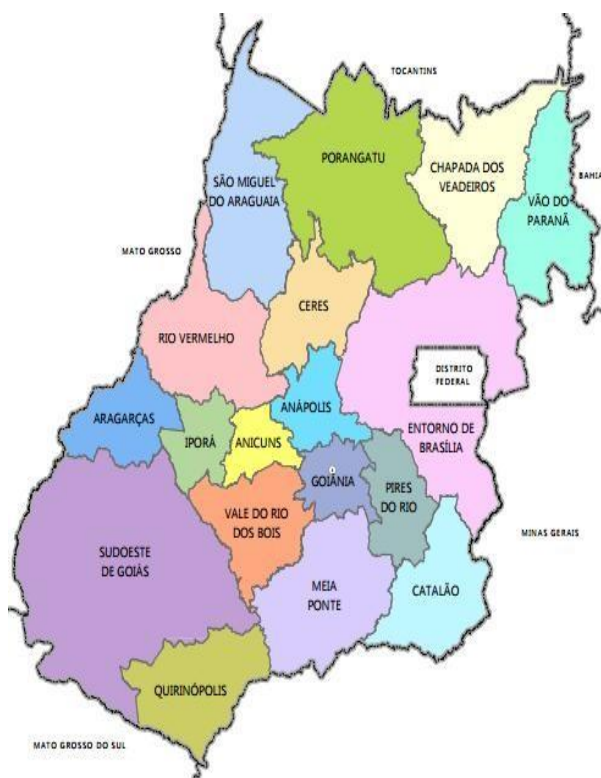 TOCANTINS
PORANGATU
CHAPADA DOS
VEADEIROS
SÃO MIGUEL
DO ARAGUAIA
BAHIA
VÃO DO
PARANÃ
MATO GROSSO
CERES
RIO VERMELHO
DISTRITO
FEDERAL
ANÁPOLIS
ARAGARÇAS
IPORÁ
ANICUNS
ENTORNO DE
BRASÍLIA
GOIÂNIA
PIRES
DO RIO
VALE DO RIO
DOS BOIS
MINAS GERAIS
SUDOESTE
DE GOIÁS
MEIA
PONTE
CATALÃO
QUIRINÓPOLIS
MATO GROSSO DO SUL